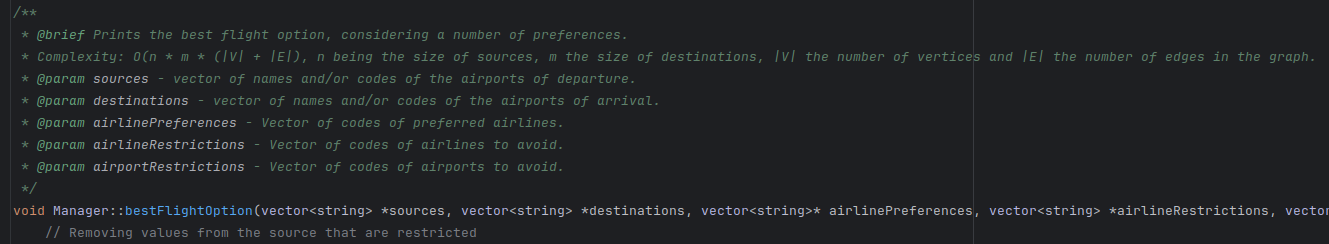 /**
 * @brief Prints the best flight option, considering a number of preferences.
 * Complexity: O(n * m * (|V| + |E|), n being the size of sources, m the size of destinations, |V| the number of vertices and |E| the number of edges in the graph.
 * @param sources - vector of names and/or codes of the airports of departure.
 * @param destinations - vector of names and/or codes of the airports of arrival.
 * @param airlinePreferences - Vector of codes of preferred airlines.
 * @param airlineRestrictions - Vector of codes of airlines to avoid.
 * @param airportRestrictions - Vector of codes of airports to avoid.
 */
void Manager::bestFlightOption(vector<string> *sources, vector<string> *destinations, vector<string>* airlinePreferences, vector<string> *airlineRestrictions, vector
// Removing values from the source that are restricted